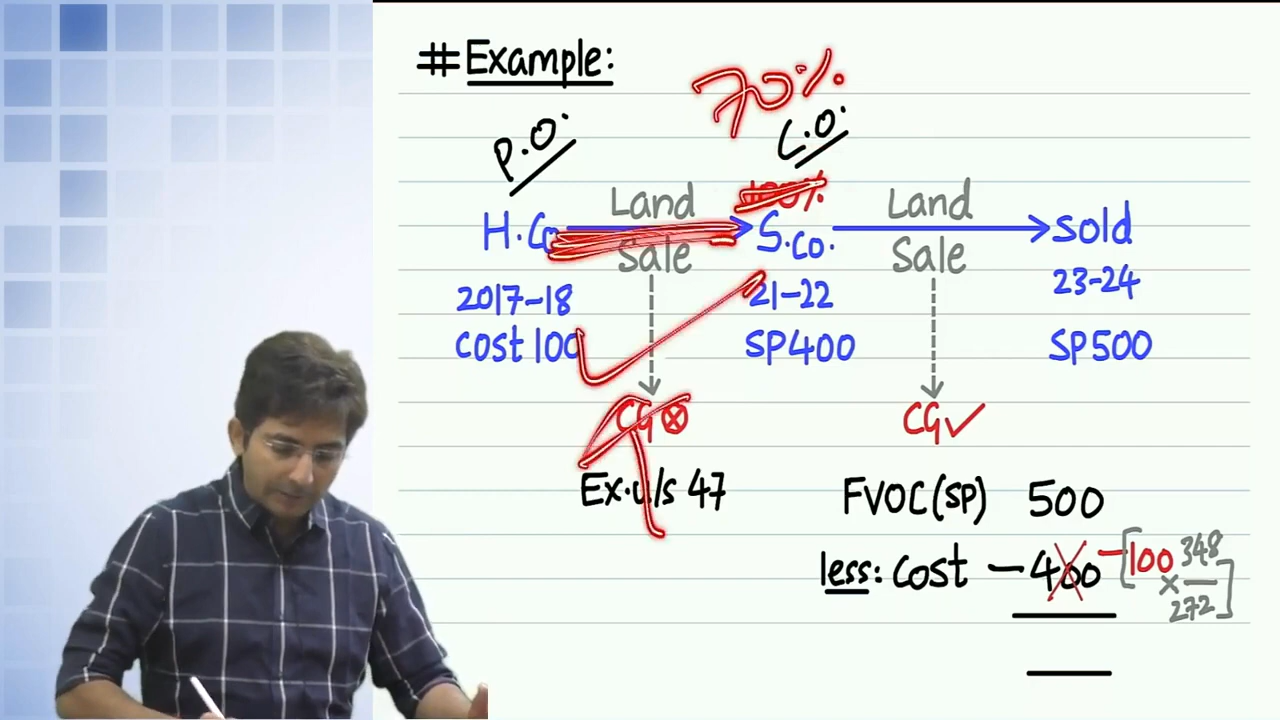 # Example:
70%
P.O.
C.O.
100%
H.Co Land Sale S.Co. Land Sale Sold
2017-18 21-22 23-24
Cost 100 SP400 SP500
CG ⊗ CG✓
Ex.u/s 47 FVOC(SP) 500
less: Cost - 400 - [100 × 348/272]